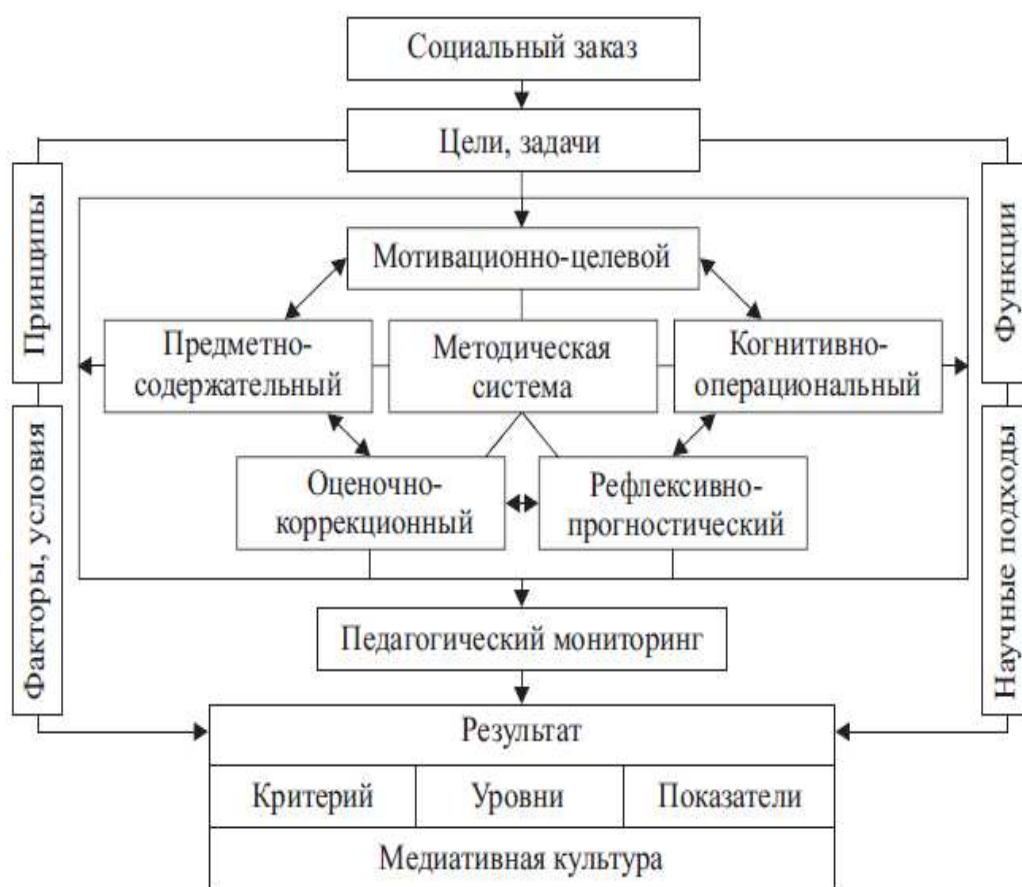 Социальный заказ
Цели, задачи
Принципы
Функции
Мотивационно-целевой
Предметно-
содержательный
Методическая
система
Когнитивно-
операциональный
Факторы, условия
Научные подходы
Оценочно-
коррекционный
Рефлексивно-
прогностический
Педагогический мониторинг
Результат
Критерий Уровни Показатели
Медиативная культура